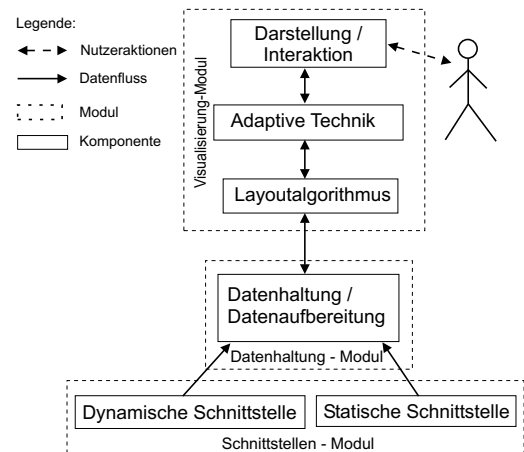 Legende:
Nutzeraktionen
Datenfluss
Modul
Komponente
Visualisierung-Modul
Darstellung /
Interaktion
Adaptive Technik
Layoutalgorithmus
Datenhaltung /
Datenaufbereitung
Datenhaltung - Modul
Dynamische Schnittstelle
Statische Schnittstelle
Schnittstellen - Modul